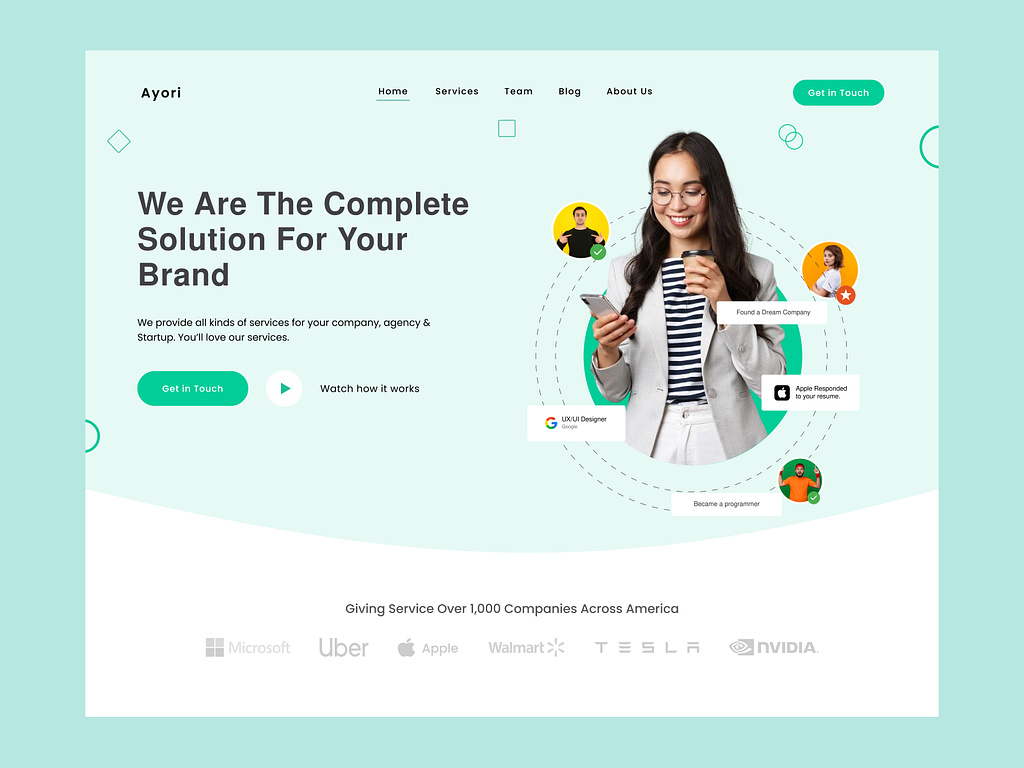 Ayori
Home Services Team Blog About Us
Get in Touch
We Are The Complete
Solution For Your
Brand
We provide all kinds of services for your company, agency &
Startup. You'll love our services.
Get in Touch
Watch how it works
Found a Dream Company
Apple Responded
to your resume.
UX/UI Designer
Google
Became a programmer
Giving Service Over 1,000 Companies Across America
Microsoft Uber Apple Walmart TESLA NVIDIA.